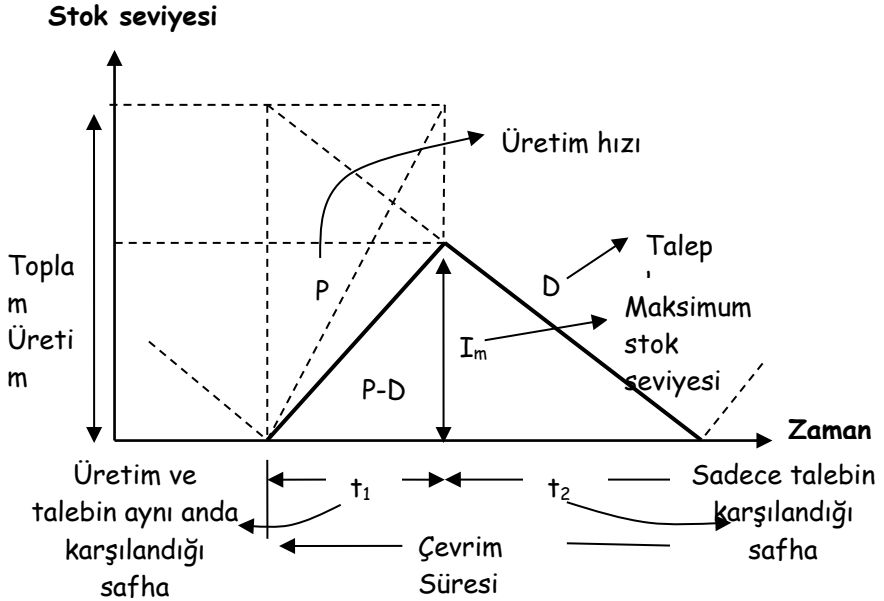 Stok seviyesi
Üretim hızı
Talep
Topla
m
Üreti
m
P
D
Maksimum
stok
seviyesi
Im
P-D
Zaman
Üretim ve
talebin aynı anda
karşılandığı
safha
t1
t2
Sadece talebin
karşılandığı
safha
Çevrim
Süresi